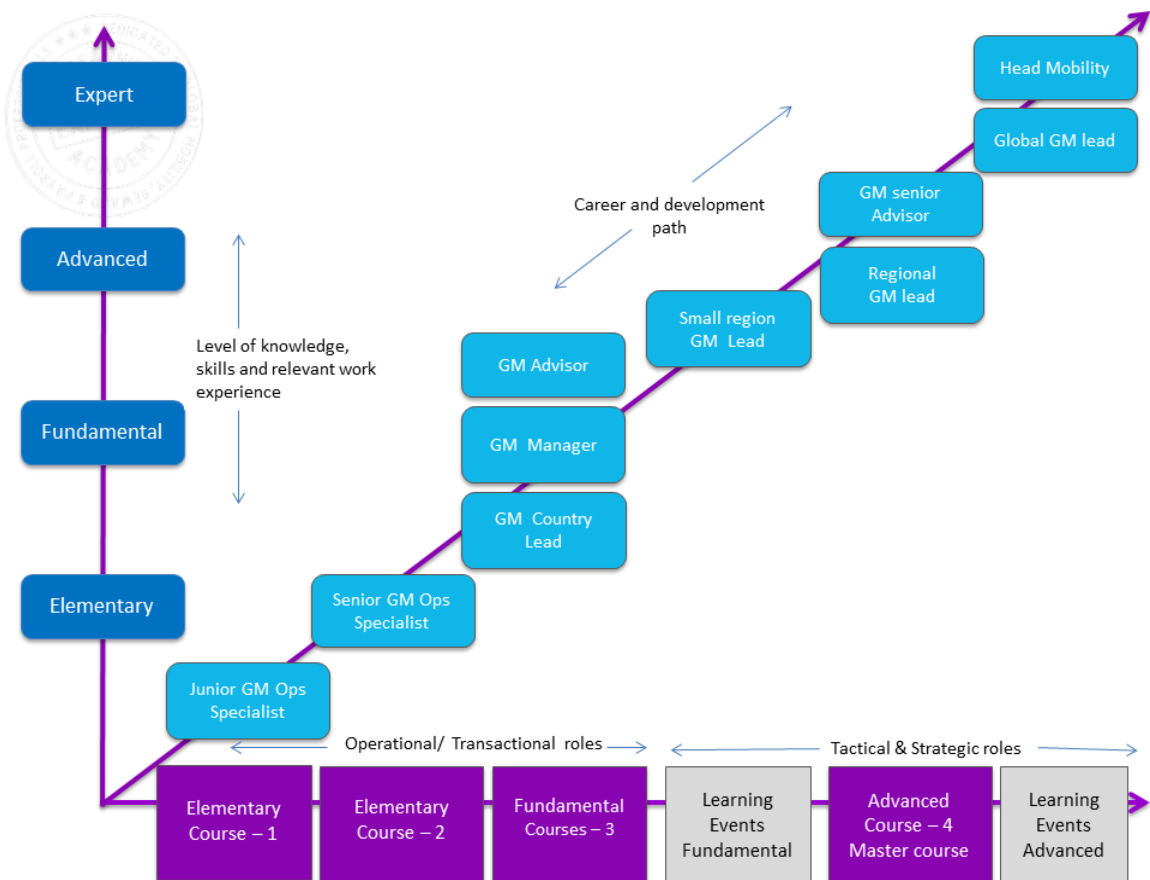 Expert
Advanced
Fundamental
Elementary
Level of knowledge,
skills and relevant work
experience
Career and development
path
Head Mobility
Global GM lead
GM senior
Advisor
Regional
GM lead
Small region
GM Lead
GM Advisor
GM Manager
GM Country
Lead
Senior GM Ops
Specialist
Junior GM Ops
Specialist
Operational/ Transactional roles
Tactical & Strategic roles
Elementary
Course – 1
Elementary
Course – 2
Fundamental
Courses – 3
Learning
Events
Fundamental
Advanced
Course – 4
Master course
Learning
Events
Advanced
ACADEMY